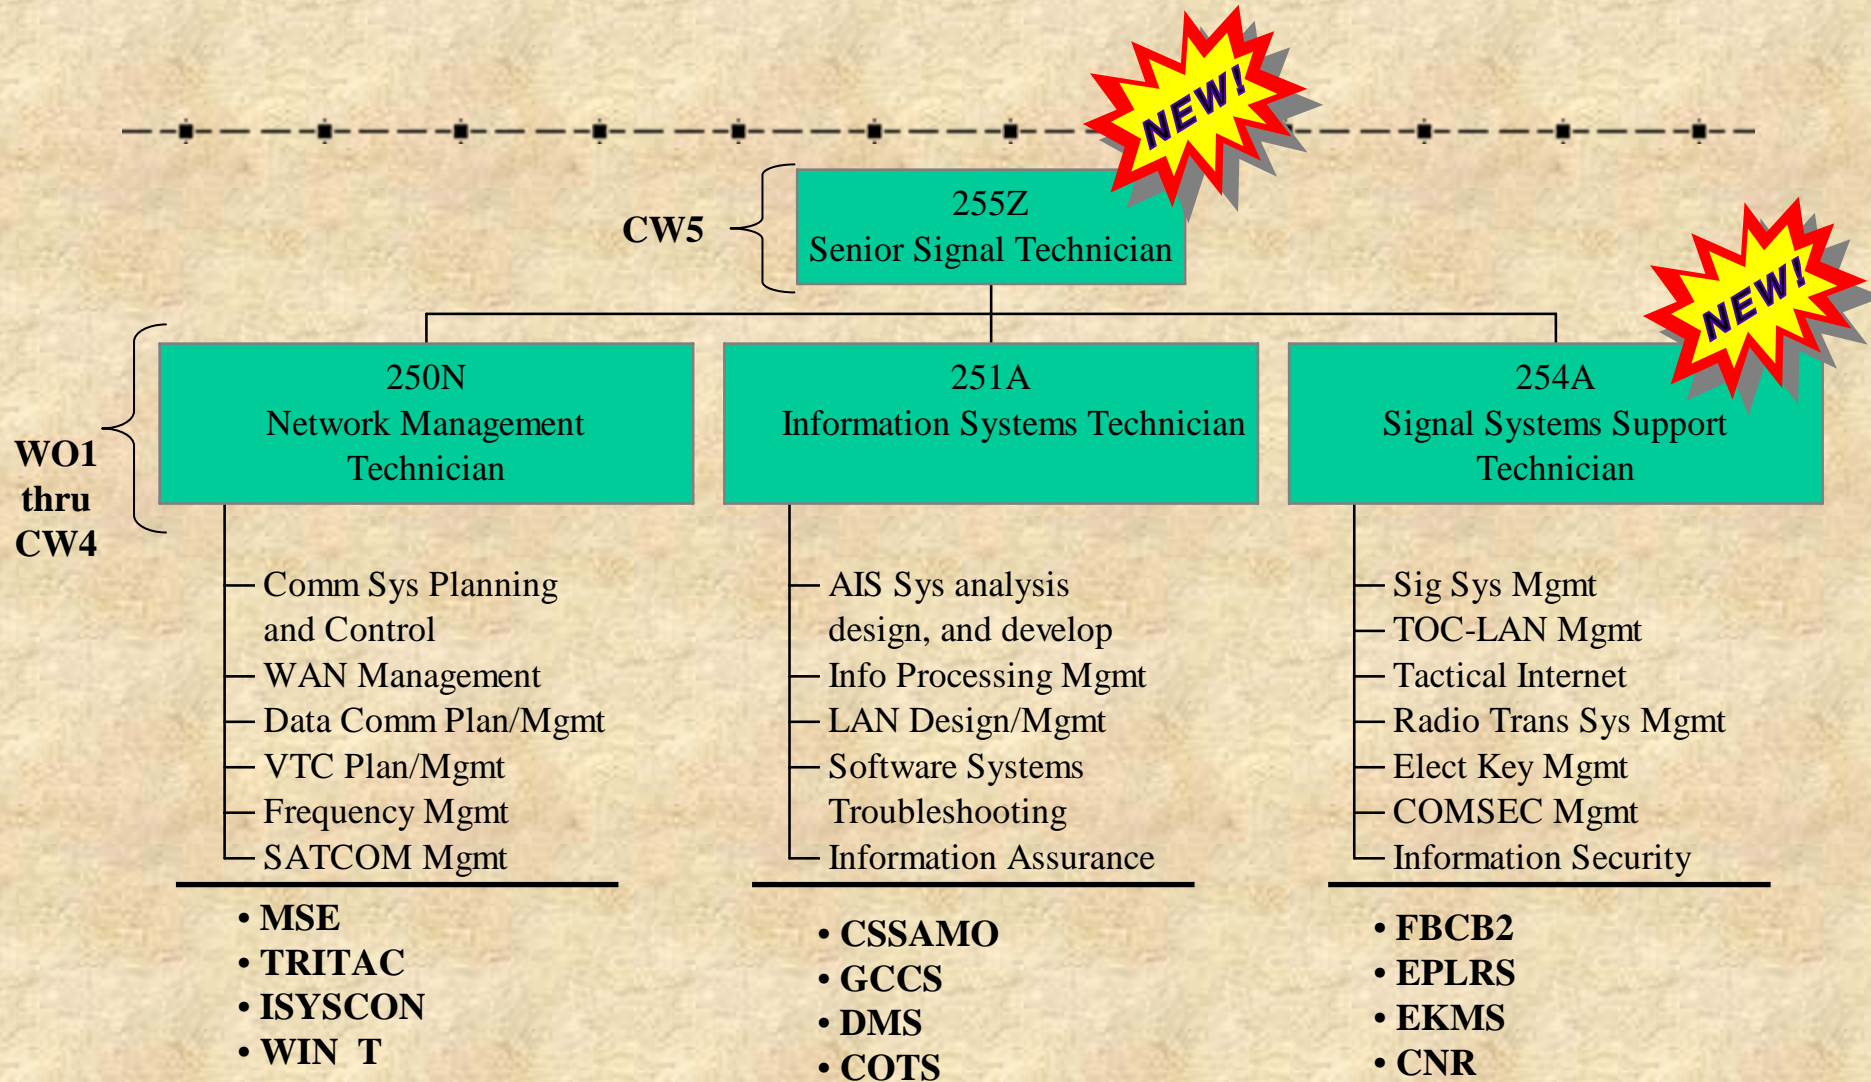 NEW!
CW5
255Z
Senior Signal Technician
NEW!
WO1
thru
CW4
250N
Network Management
Technician
Comm Sys Planning
and Control
WAN Management
Data Comm Plan/Mgmt
VTC Plan/Mgmt
Frequency Mgmt
SATCOM Mgmt
• MSE
• TRITAC
• ISYSCON
• WIN T
251A
Information Systems Technician
AIS Sys analysis
design, and develop
Info Processing Mgmt
LAN Design/Mgmt
Software Systems
Troubleshooting
Information Assurance
• CSSAMO
• GCCS
• DMS
• COTS
254A
Signal Systems Support
Technician
Sig Sys Mgmt
TOC-LAN Mgmt
Tactical Internet
Radio Trans Sys Mgmt
Elect Key Mgmt
COMSEC Mgmt
Information Security
• FBCB2
• EPLRS
• EKMS
• CNR